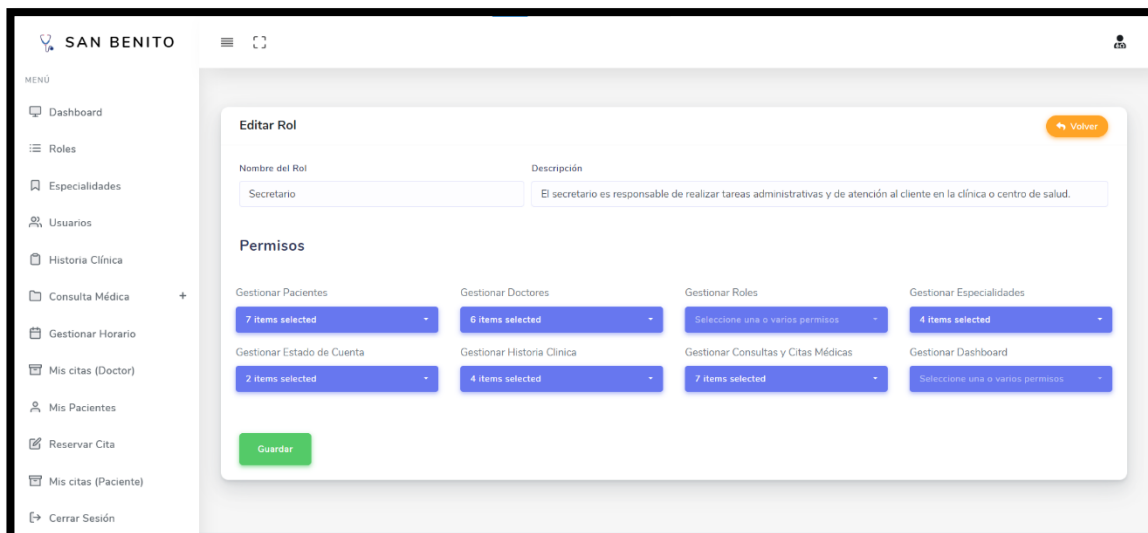 SAN BENITO
MENÚ
Dashboard
Roles
Especialidades
Usuarios
Historia Clínica
Consulta Médica +
Gestionar Horario
Mis citas (Doctor)
Mis Pacientes
Reservar Cita
Mis citas (Paciente)
Cerrar Sesión
Editar Rol
Volver
Nombre del Rol Descripción
Secretario El secretario es responsable de realizar tareas administrativas y de atención al cliente en la clínica o centro de salud.
Permisos
Gestionar Pacientes Gestionar Doctores Gestionar Roles Gestionar Especialidades
7 items selected 6 items selected Seleccione una o varios permisos 4 items selected
Gestionar Estado de Cuenta Gestionar Historia Clinica Gestionar Consultas y Citas Médicas Gestionar Dashboard
2 items selected 4 items selected 7 items selected Seleccione una o varios permisos
Guardar